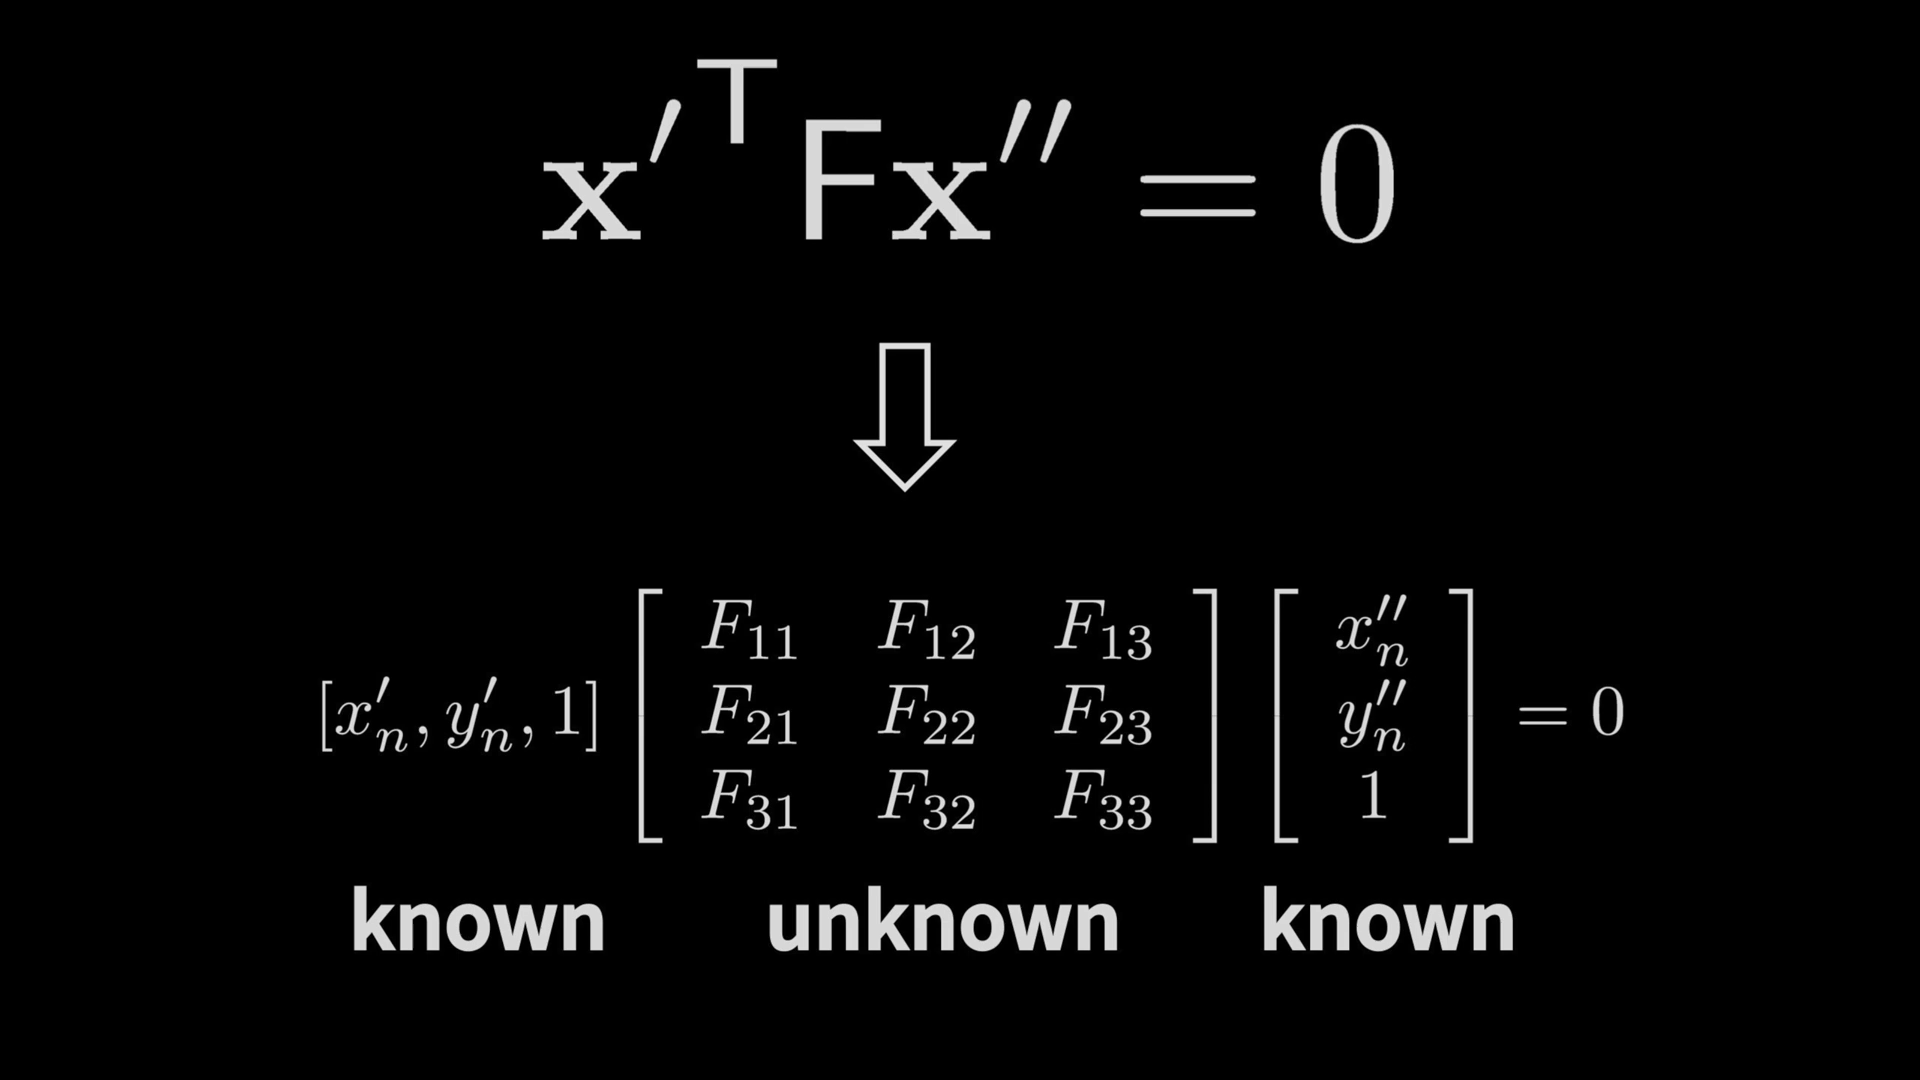 x′ᵀFx″ = 0
[x′ₙ, y′ₙ, 1] [ F₁₁ F₁₂ F₁₃ ; F₂₁ F₂₂ F₂₃ ; F₃₁ F₃₂ F₃₃ ] [ x″ₙ ; y″ₙ ; 1 ] = 0
known unknown known